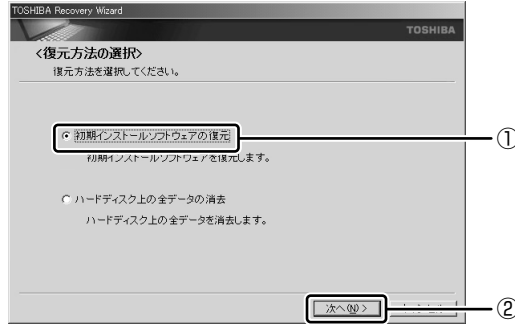 TOSHIBA Recovery Wizard
TOSHIBA
<復元方法の選択>
復元方法を選択してください。
初期インストールソフトウェアの復元
①
初期インストールソフトウェアを復元します。
ハードディスク上の全データの消去
ハードディスク上の全データを消去します。
次へ(N) >
②